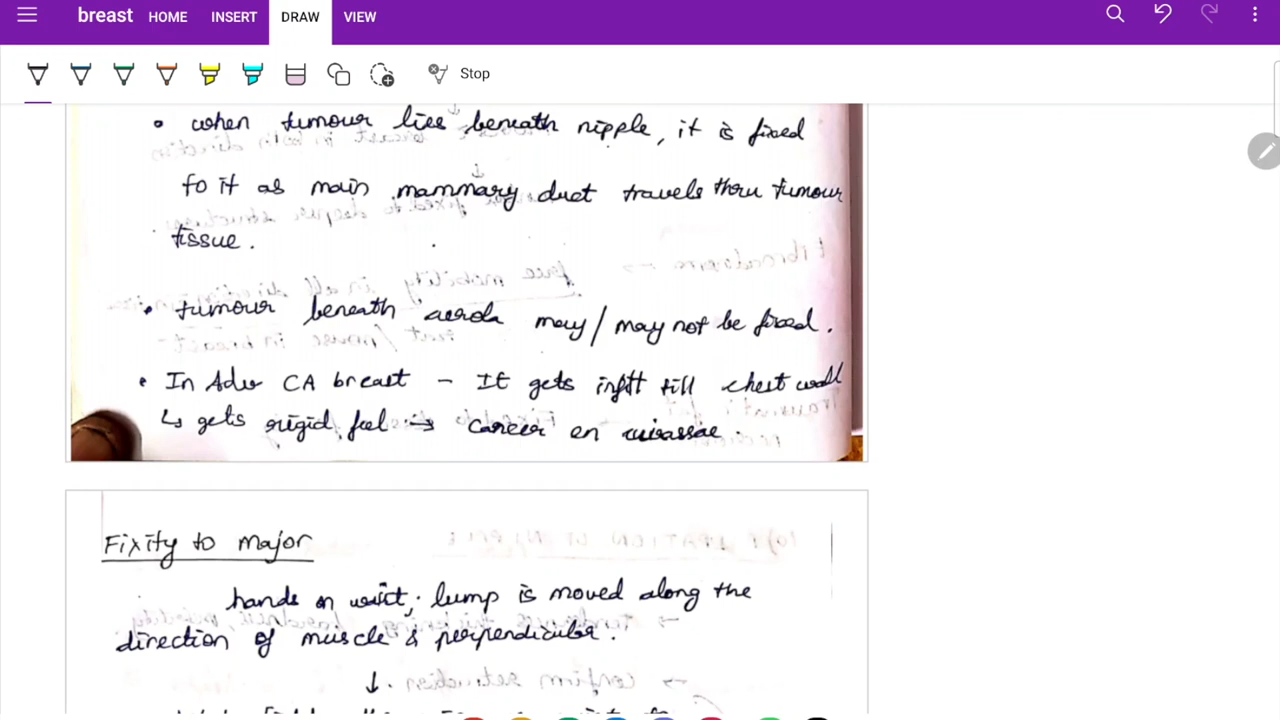 breast HOME INSERT DRAW VIEW
Stop
• when tumour lies beneath nipple, it is fixed
to it as main mammary duct travels thru tumour
tissue.
• tumour beneath aerola may/may not be fixed.
• In Adv CA breast - It gets infilt till chest wall
↳ gets rigid feel → cancer en cuirassae.
Fixity to major
hands on waist; lump is moved along the
direction of muscle & perpendicular.
↓